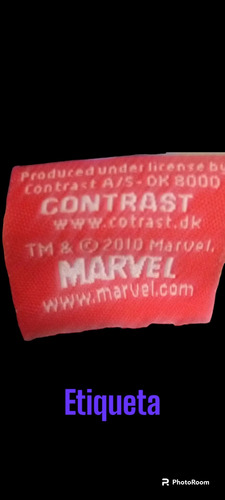 Produced under license by
Contrast A/S - DK 8000
CONTRAST
www.cotrast.dk
TM & © 2010 Marvel.
MARVEL
www.marvel.com
Etiqueta
PhotoRoom